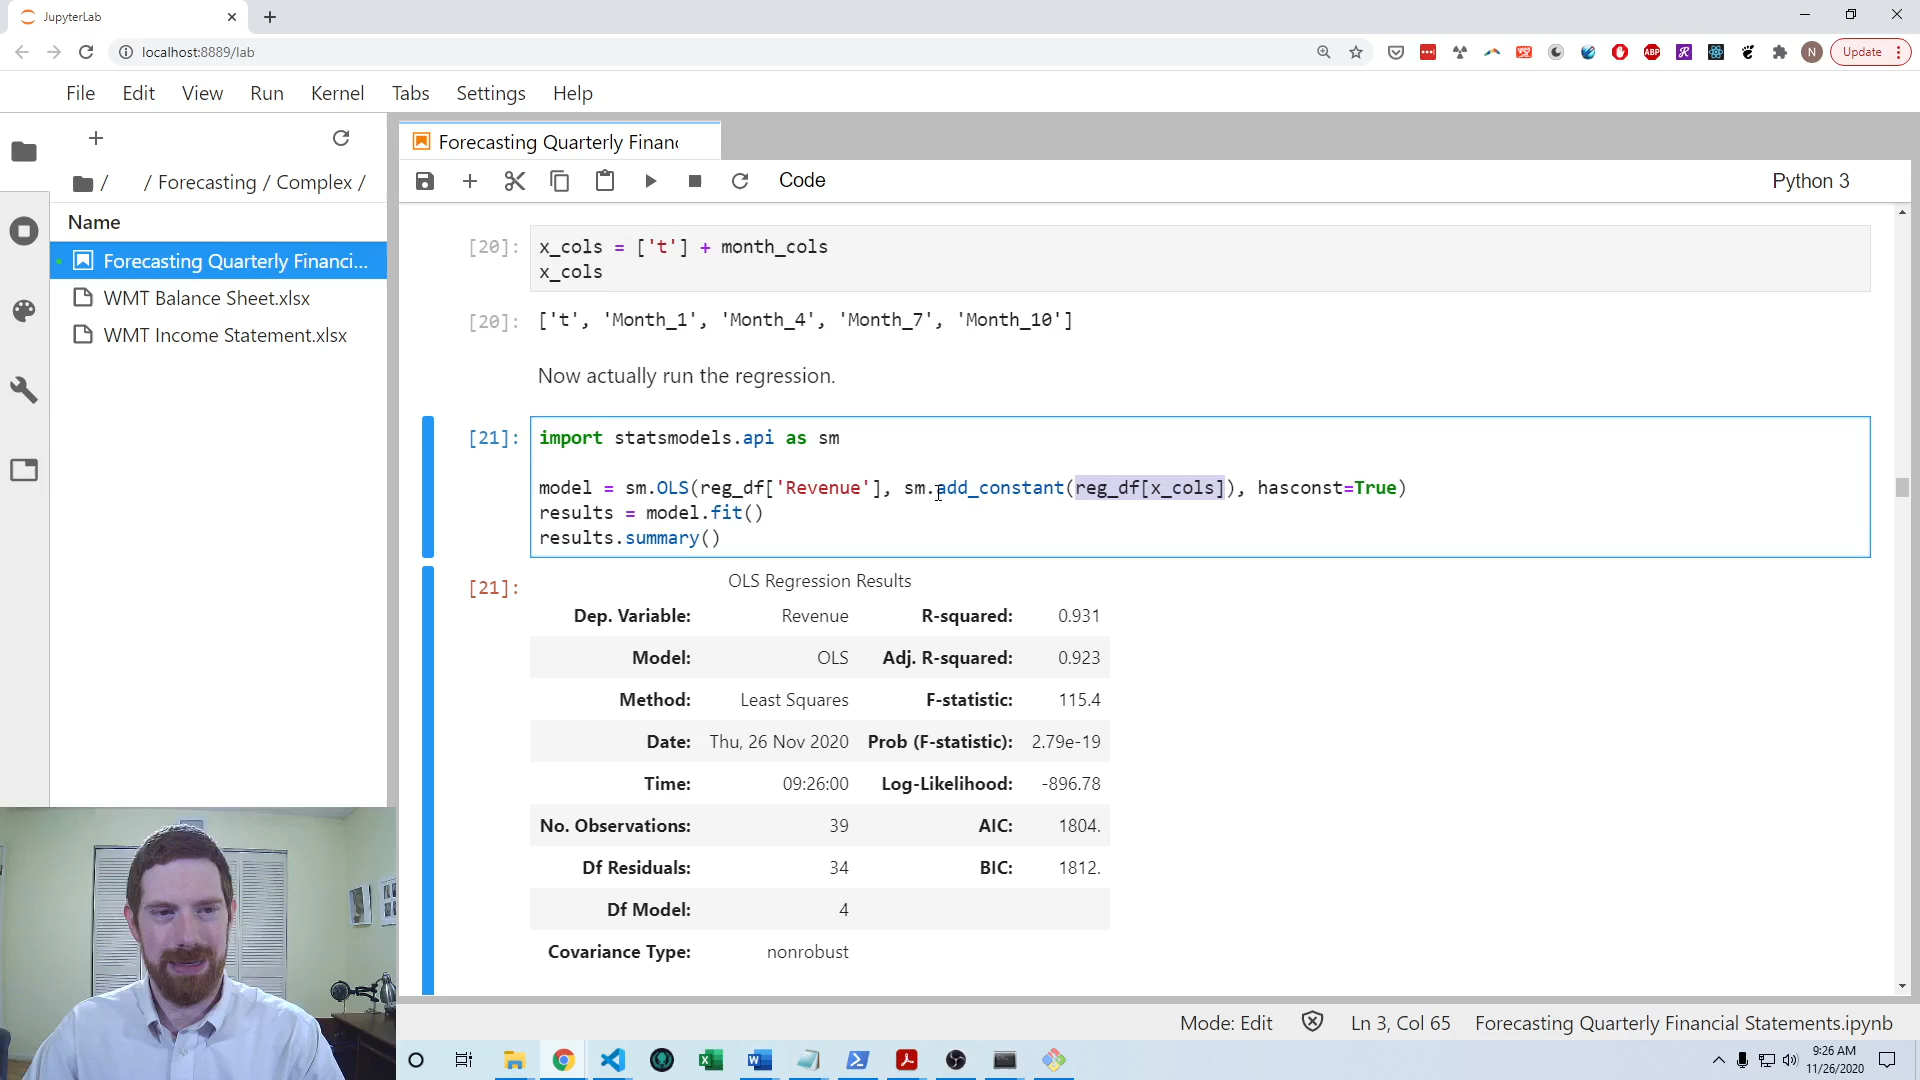 JupyterLab
localhost:8889/lab
ABP
N
Update
File Edit View Run Kernel Tabs Settings Help
Forecasting Quarterly Finan
/ / Forecasting / Complex /
Code
Python 3
Name
Forecasting Quarterly Financi...
WMT Balance Sheet.xlsx
WMT Income Statement.xlsx
[20]: x_cols = ['t'] + month_cols
x_cols
[20]: ['t', 'Month_1', 'Month_4', 'Month_7', 'Month_10']
Now actually run the regression.
[21]: import statsmodels.api as sm
model = sm.OLS(reg_df['Revenue'], sm.add_constant(reg_df[x_cols]), hasconst=True)
results = model.fit()
results.summary()
[21]: OLS Regression Results
Dep. Variable: Revenue R-squared: 0.931
Model: OLS Adj. R-squared: 0.923
Method: Least Squares F-statistic: 115.4
Date: Thu, 26 Nov 2020 Prob (F-statistic): 2.79e-19
Time: 09:26:00 Log-Likelihood: -896.78
No. Observations: 39 AIC: 1804.
Df Residuals: 34 BIC: 1812.
Df Model: 4
Covariance Type: nonrobust
Mode: Edit Ln 3, Col 65 Forecasting Quarterly Financial Statements.ipynb
9:26 AM
11/26/2020